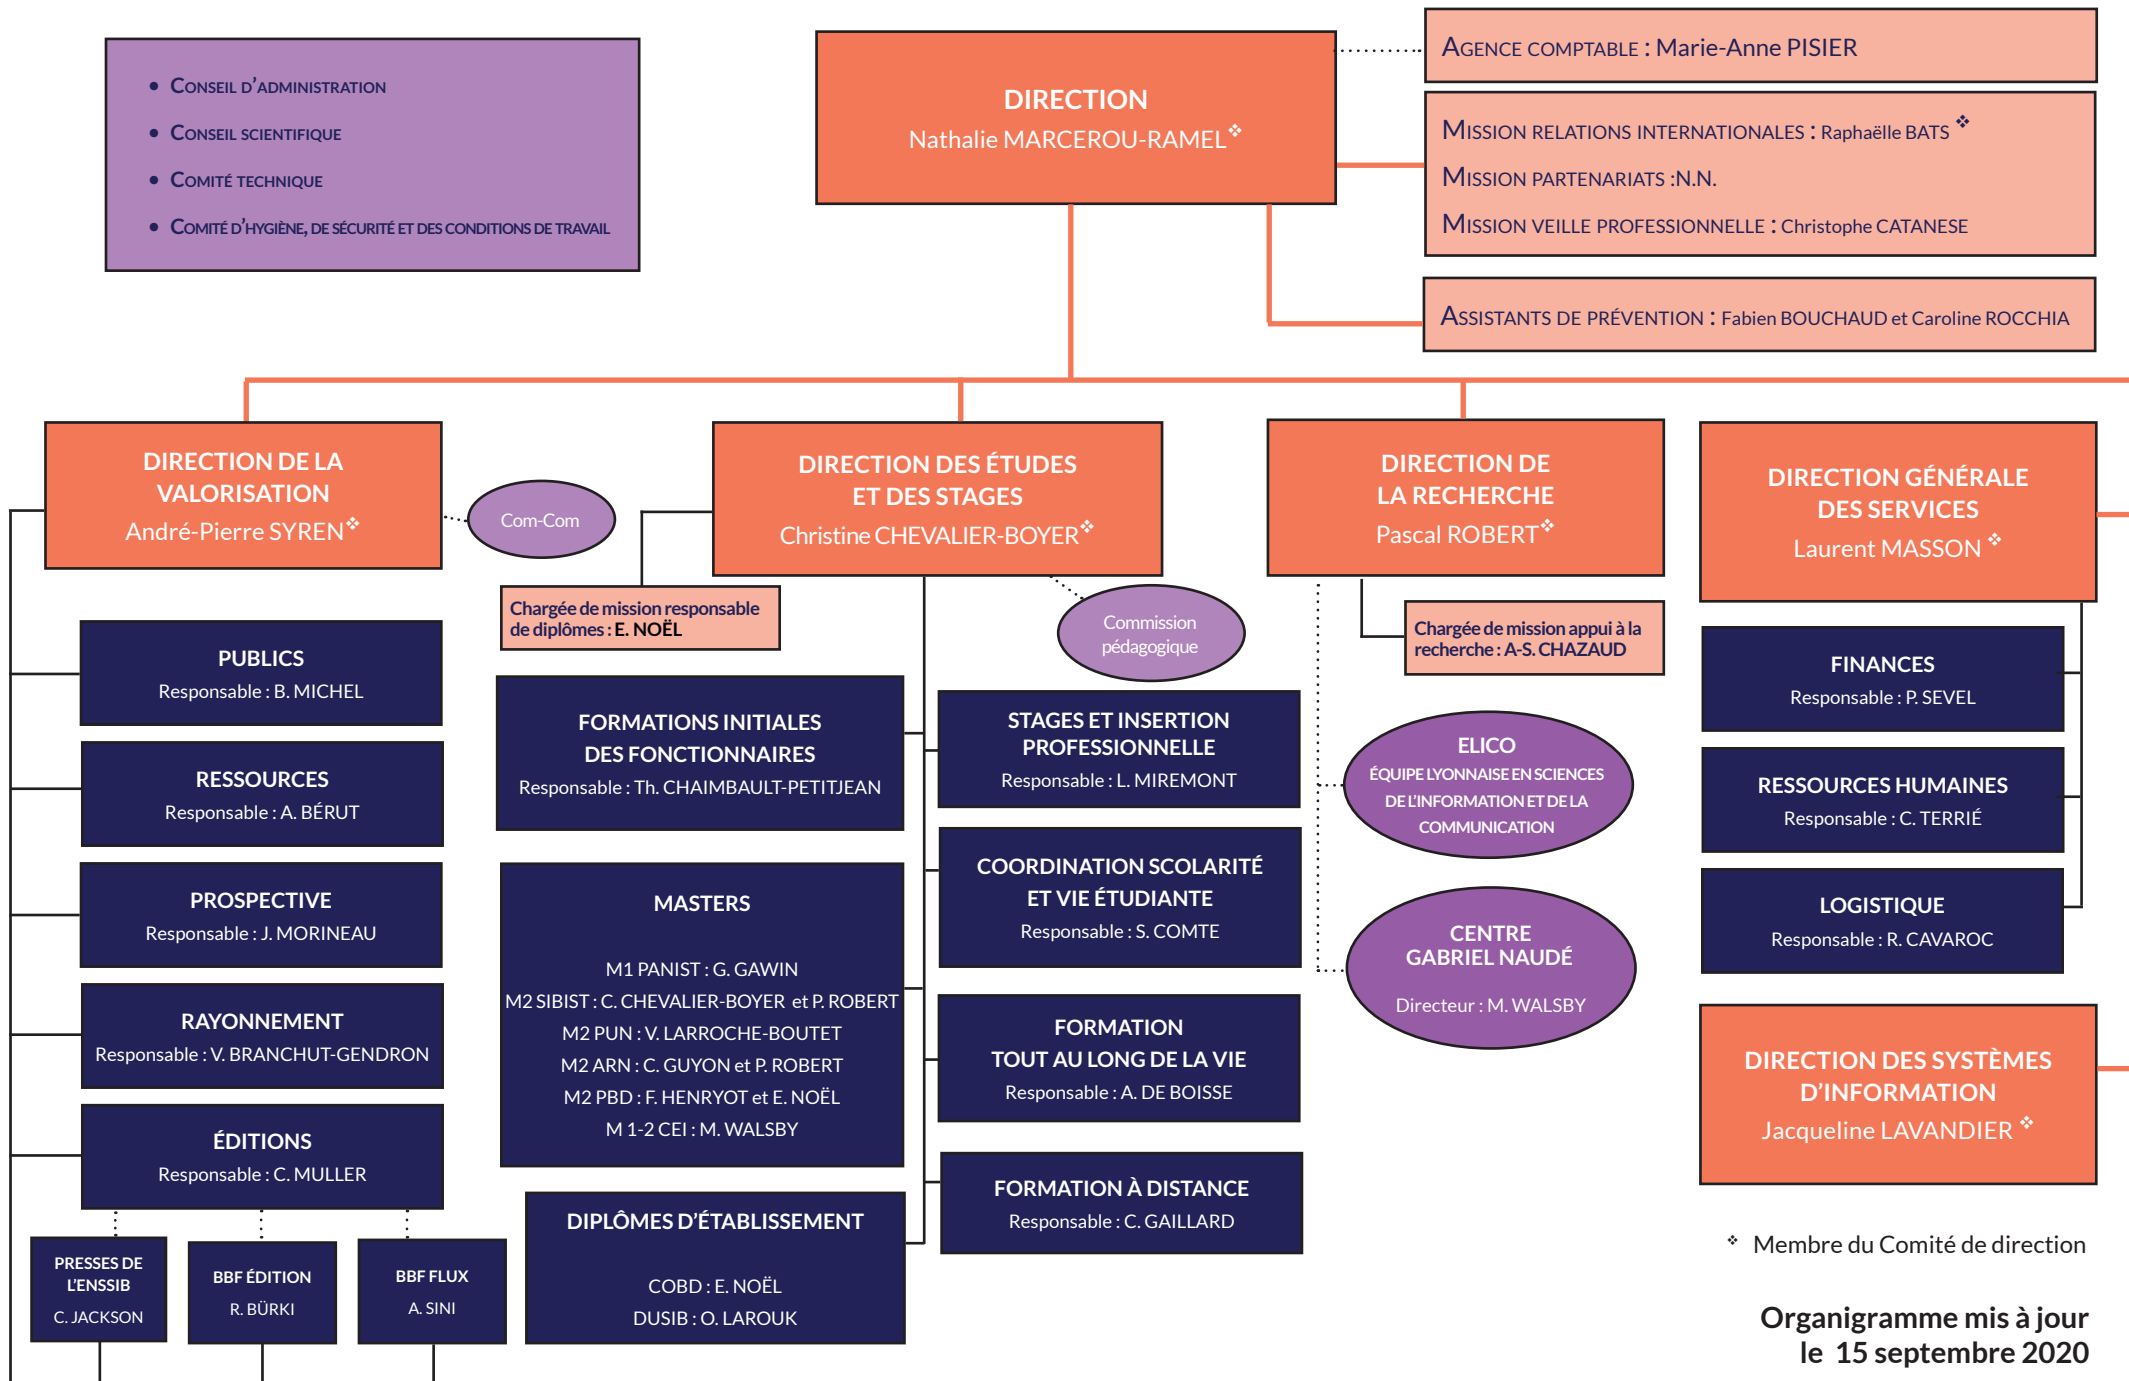 • CONSEIL D'ADMINISTRATION
• CONSEIL SCIENTIFIQUE
• COMITÉ TECHNIQUE
• COMITÉ D'HYGIÈNE, DE SÉCURITÉ ET DES CONDITIONS DE TRAVAIL
DIRECTION
Nathalie MARCEROU-RAMEL❖
AGENCE COMPTABLE : Marie-Anne PISIER
MISSION RELATIONS INTERNATIONALES : Raphaëlle BATS ❖
MISSION PARTENARIATS :N.N.
MISSION VEILLE PROFESSIONNELLE : Christophe CATANESE
ASSISTANTS DE PRÉVENTION : Fabien BOUCHAUD et Caroline ROCCHIA
DIRECTION DE LA
VALORISATION
André-Pierre SYREN❖
Com-Com
PUBLICS
Responsable : B. MICHEL
RESSOURCES
Responsable : A. BÉRUT
PROSPECTIVE
Responsable : J. MORINEAU
RAYONNEMENT
Responsable : V. BRANCHUT-GENDRON
ÉDITIONS
Responsable : C. MULLER
PRESSES DE
L'ENSSIB
C. JACKSON
BBF ÉDITION
R. BÜRKI
BBF FLUX
A. SINI
DIRECTION DES ÉTUDES
ET DES STAGES
Christine CHEVALIER-BOYER❖
Chargée de mission responsable
de diplômes : E. NOËL
Commission
pédagogique
FORMATIONS INITIALES
DES FONCTIONNAIRES
Responsable : Th. CHAIMBAULT-PETITJEAN
MASTERS
M1 PANIST : G. GAWIN
M2 SIBIST : C. CHEVALIER-BOYER et P. ROBERT
M2 PUN : V. LARROCHE-BOUTET
M2 ARN : C. GUYON et P. ROBERT
M2 PBD : F. HENRYOT et E. NOËL
M 1-2 CEI : M. WALSBY
DIPLÔMES D'ÉTABLISSEMENT
COBD : E. NOËL
DUSIB : O. LAROUK
STAGES ET INSERTION
PROFESSIONNELLE
Responsable : L. MIREMONT
COORDINATION SCOLARITÉ
ET VIE ÉTUDIANTE
Responsable : S. COMTE
FORMATION
TOUT AU LONG DE LA VIE
Responsable : A. DE BOISSE
FORMATION À DISTANCE
Responsable : C. GAILLARD
DIRECTION DE
LA RECHERCHE
Pascal ROBERT❖
Chargée de mission appui à la
recherche : A-S. CHAZAUD
ELICO
ÉQUIPE LYONNAISE EN SCIENCES
DE L'INFORMATION ET DE LA
COMMUNICATION
CENTRE
GABRIEL NAUDÉ
Directeur : M. WALSBY
DIRECTION GÉNÉRALE
DES SERVICES
Laurent MASSON ❖
FINANCES
Responsable : P. SEVEL
RESSOURCES HUMAINES
Responsable : C. TERRIÉ
LOGISTIQUE
Responsable : R. CAVAROC
DIRECTION DES SYSTÈMES
D'INFORMATION
Jacqueline LAVANDIER ❖
❖ Membre du Comité de direction
Organigramme mis à jour
le 15 septembre 2020